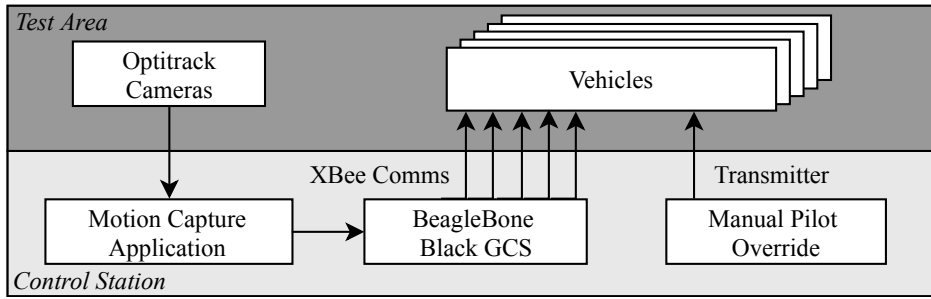 Test Area
Optitrack
Cameras
Vehicles
XBee Comms
Transmitter
Motion Capture
Application
BeagleBone
Black GCS
Manual Pilot
Override
Control Station